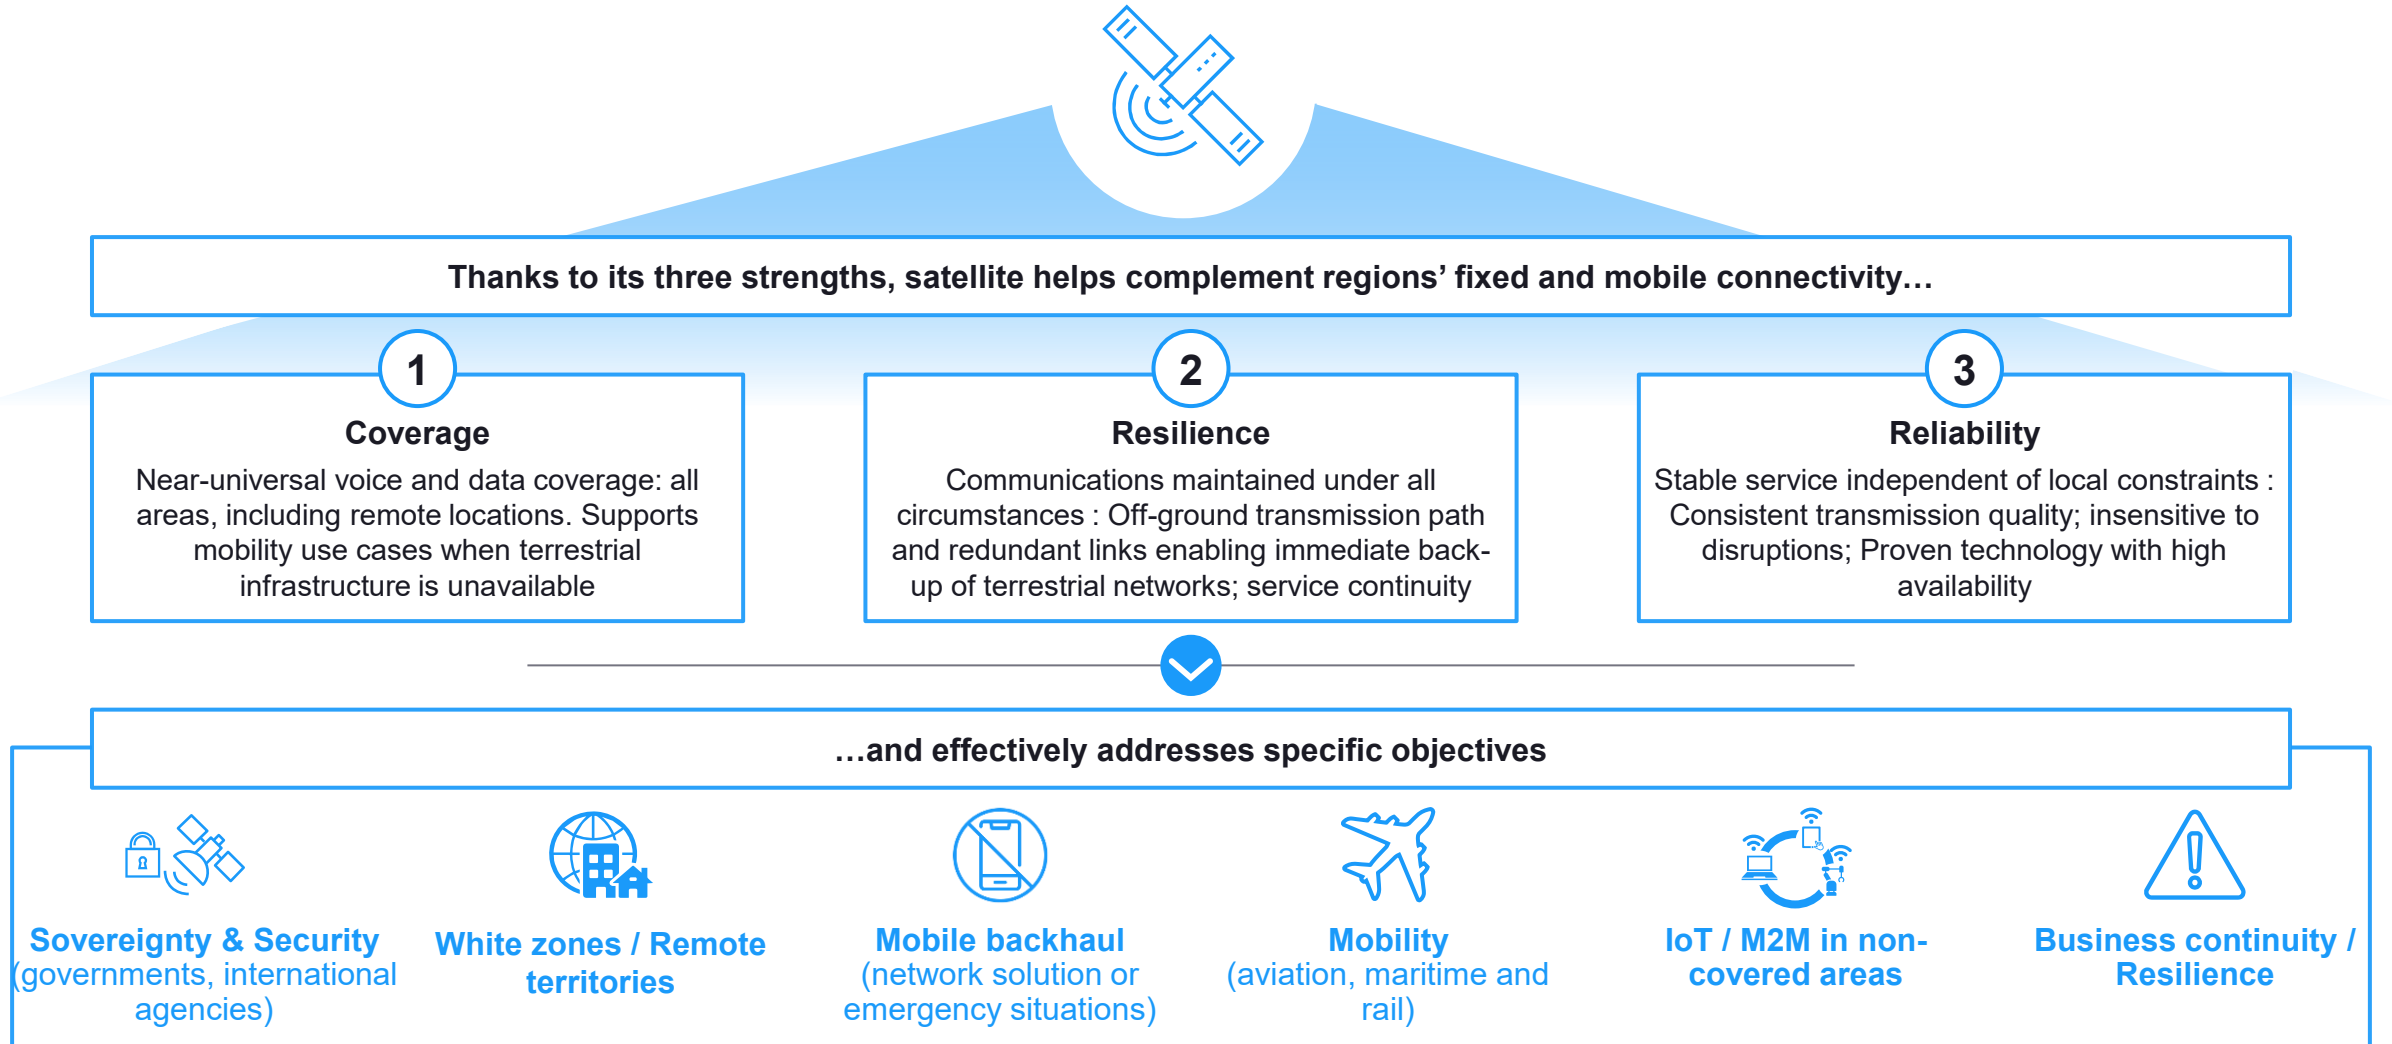 Thanks to its three strengths, satellite helps complement regions’ fixed and mobile connectivity…
1
Coverage
Near-universal voice and data coverage: all
areas, including remote locations. Supports
mobility use cases when terrestrial
infrastructure is unavailable
2
Resilience
Communications maintained under all
circumstances : Off-ground transmission path
and redundant links enabling immediate back-
up of terrestrial networks; service continuity
3
Reliability
Stable service independent of local constraints :
Consistent transmission quality; insensitive to
disruptions; Proven technology with high
availability
…and effectively addresses specific objectives
Sovereignty & Security
(governments, international
agencies)
White zones / Remote
territories
Mobile backhaul
(network solution or
emergency situations)
Mobility
(aviation, maritime and
rail)
IoT / M2M in non-
covered areas
Business continuity /
Resilience